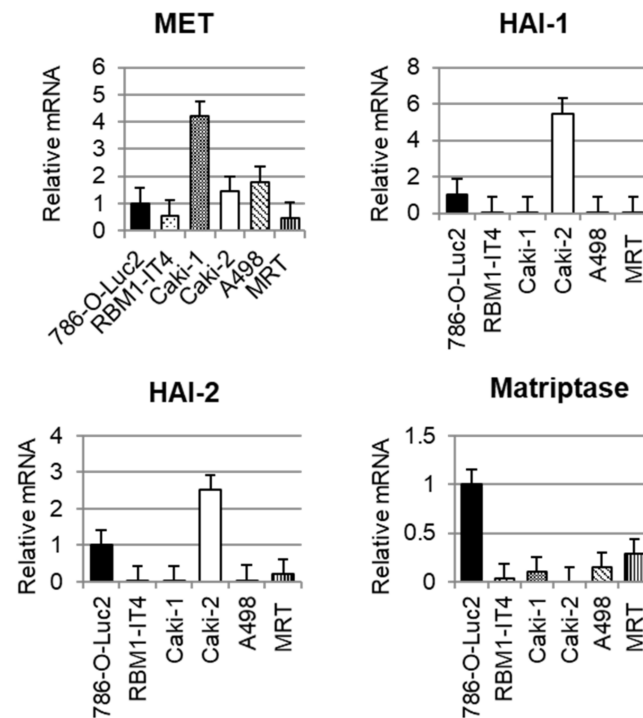 MET
Relative mRNA
6
5
4
3
2
1
0
786-O-Luc2
RBM1-IT4
Caki-1
Caki-2
A498
MRT
HAI-1
Relative mRNA
8
6
4
2
0
786-O-Luc2
RBM1-IT4
Caki-1
Caki-2
A498
MRT
HAI-2
Relative mRNA
4
3
2
1
0
786-O-Luc2
RBM1-IT4
Caki-1
Caki-2
A498
MRT
Matriptase
Relative mRNA
1.5
1
0.5
0
786-O-Luc2
RBM1-IT4
Caki-1
Caki-2
A498
MRT